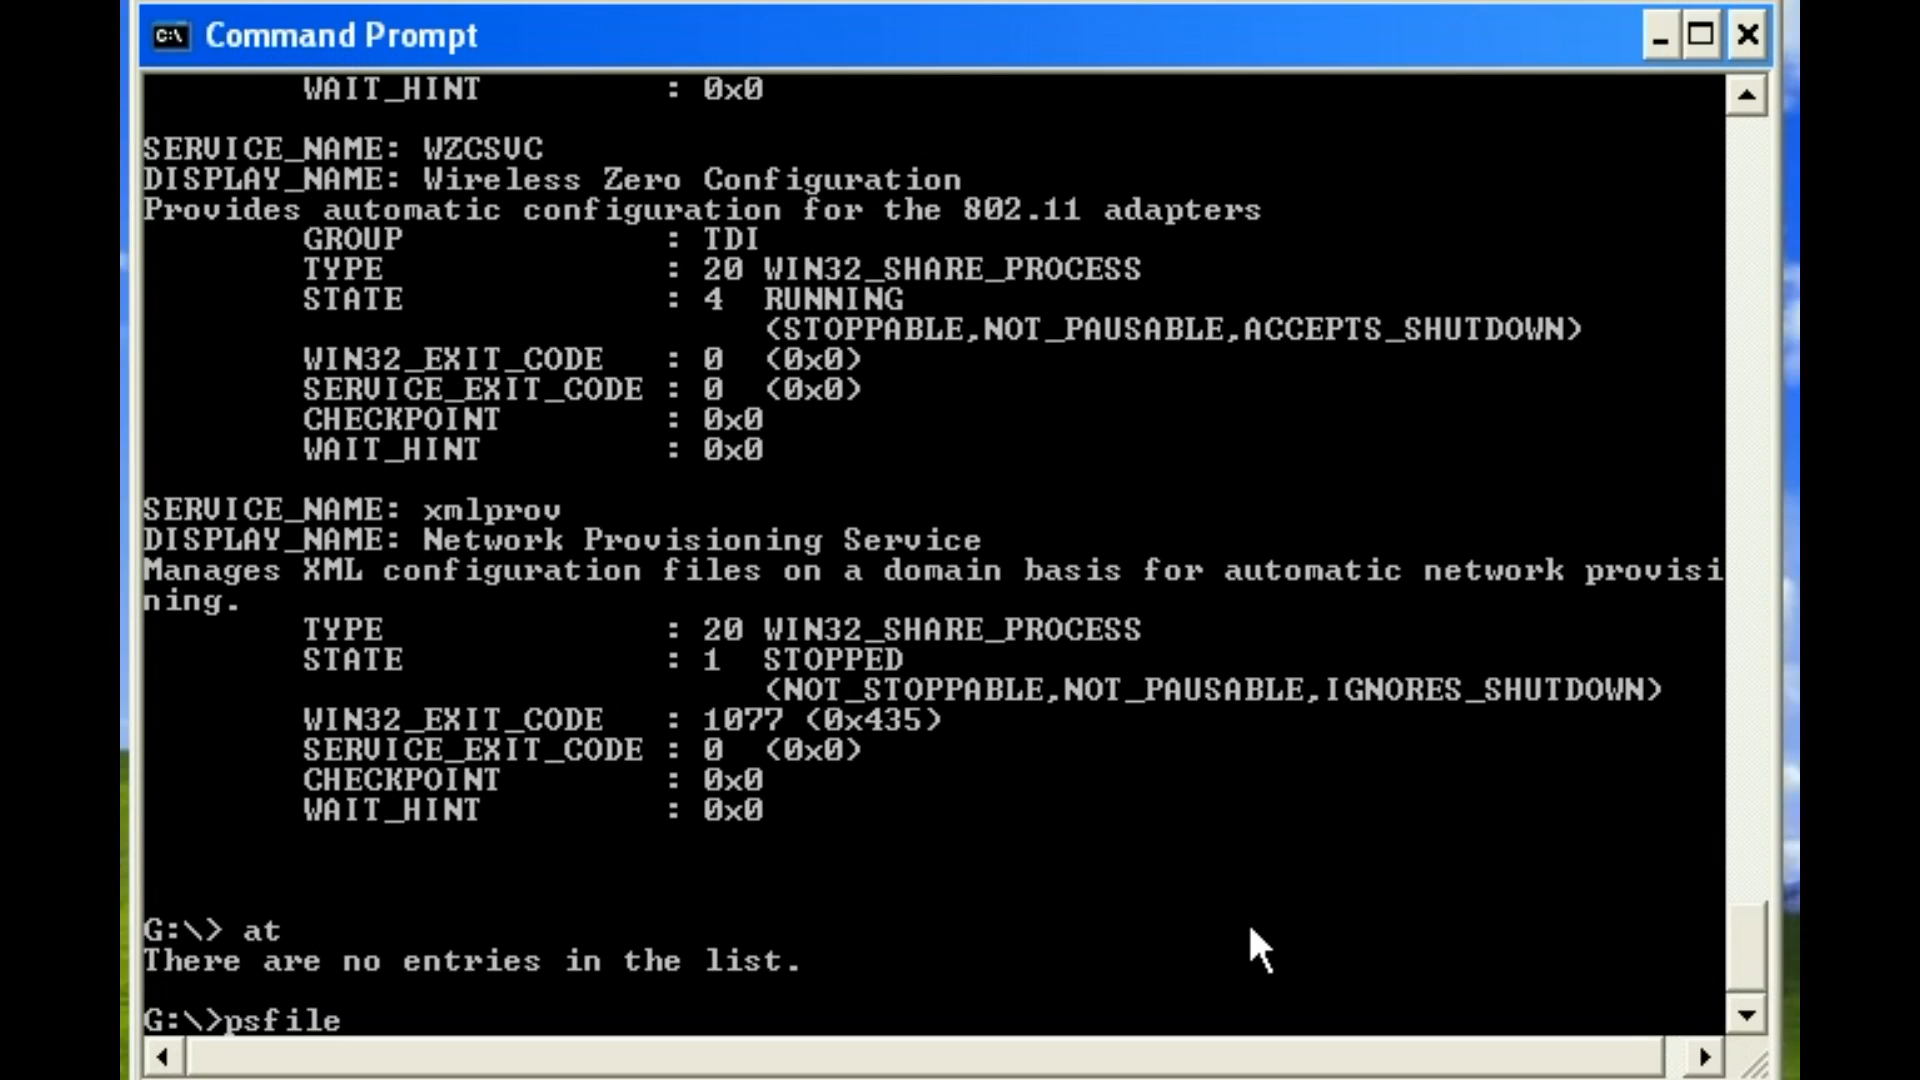 Command Prompt
WAIT_HINT : 0x0
SERVICE_NAME: WZCSVC
DISPLAY_NAME: Wireless Zero Configuration
Provides automatic configuration for the 802.11 adapters
GROUP : TDI
TYPE : 20 WIN32_SHARE_PROCESS
STATE : 4 RUNNING
(STOPPABLE,NOT_PAUSABLE,ACCEPTS_SHUTDOWN)
WIN32_EXIT_CODE : 0 (0x0)
SERVICE_EXIT_CODE : 0 (0x0)
CHECKPOINT : 0x0
WAIT_HINT : 0x0
SERVICE_NAME: xmlprov
DISPLAY_NAME: Network Provisioning Service
Manages XML configuration files on a domain basis for automatic network provisi
ning.
TYPE : 20 WIN32_SHARE_PROCESS
STATE : 1 STOPPED
(NOT_STOPPABLE,NOT_PAUSABLE,IGNORES_SHUTDOWN)
WIN32_EXIT_CODE : 1077 (0x435)
SERVICE_EXIT_CODE : 0 (0x0)
CHECKPOINT : 0x0
WAIT_HINT : 0x0
G:\> at
There are no entries in the list.
G:\>psfile